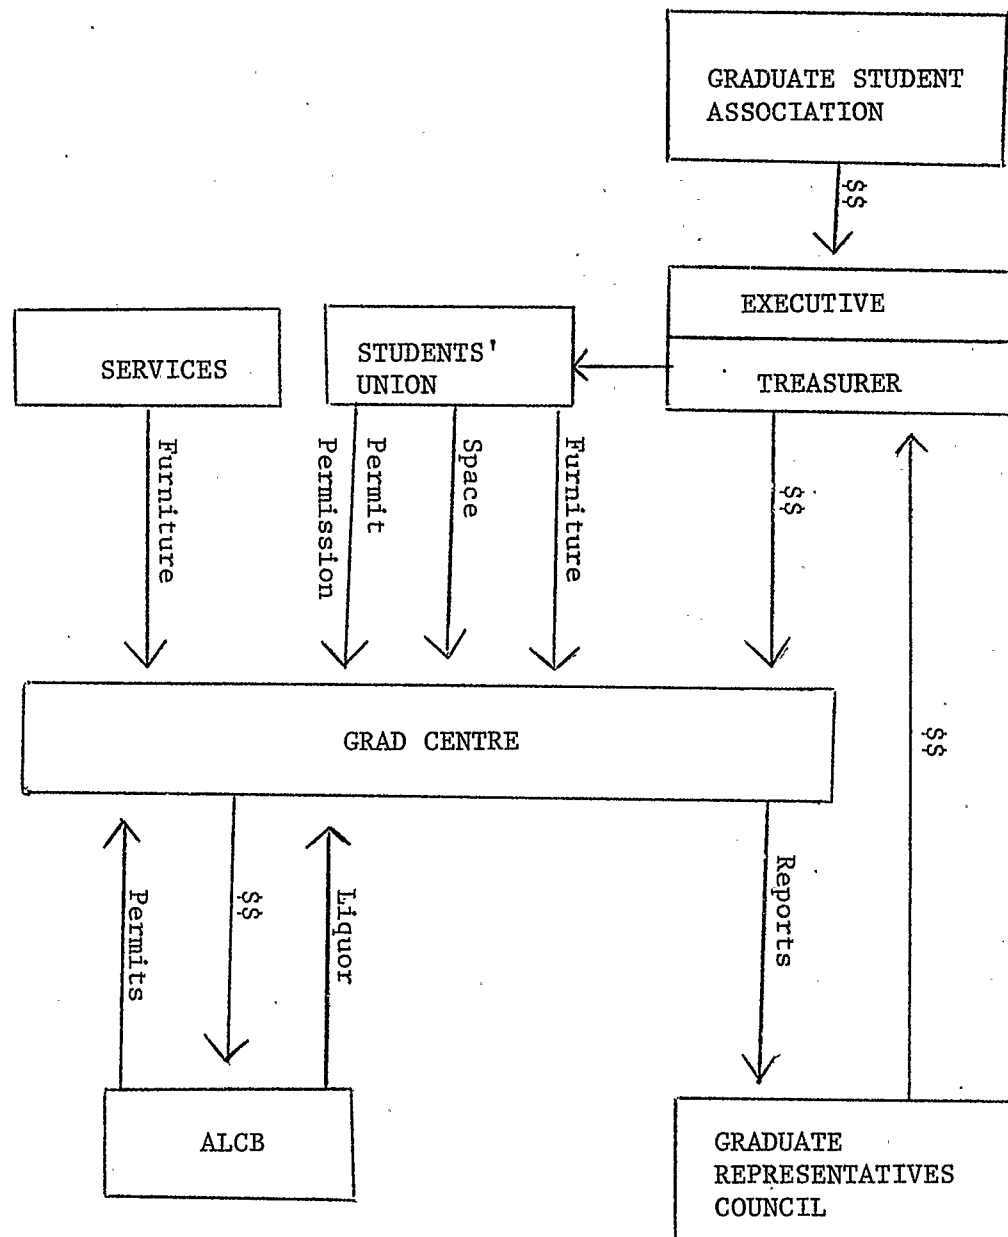 GRADUATE STUDENT
ASSOCIATION
$$
EXECUTIVE
TREASURER
SERVICES
STUDENTS'
UNION
Furniture
Permit
Permission
Space
Furniture
$$
$$
GRAD CENTRE
Permits
$$
Liquor
Reports
ALCB
GRADUATE
REPRESENTATIVES
COUNCIL